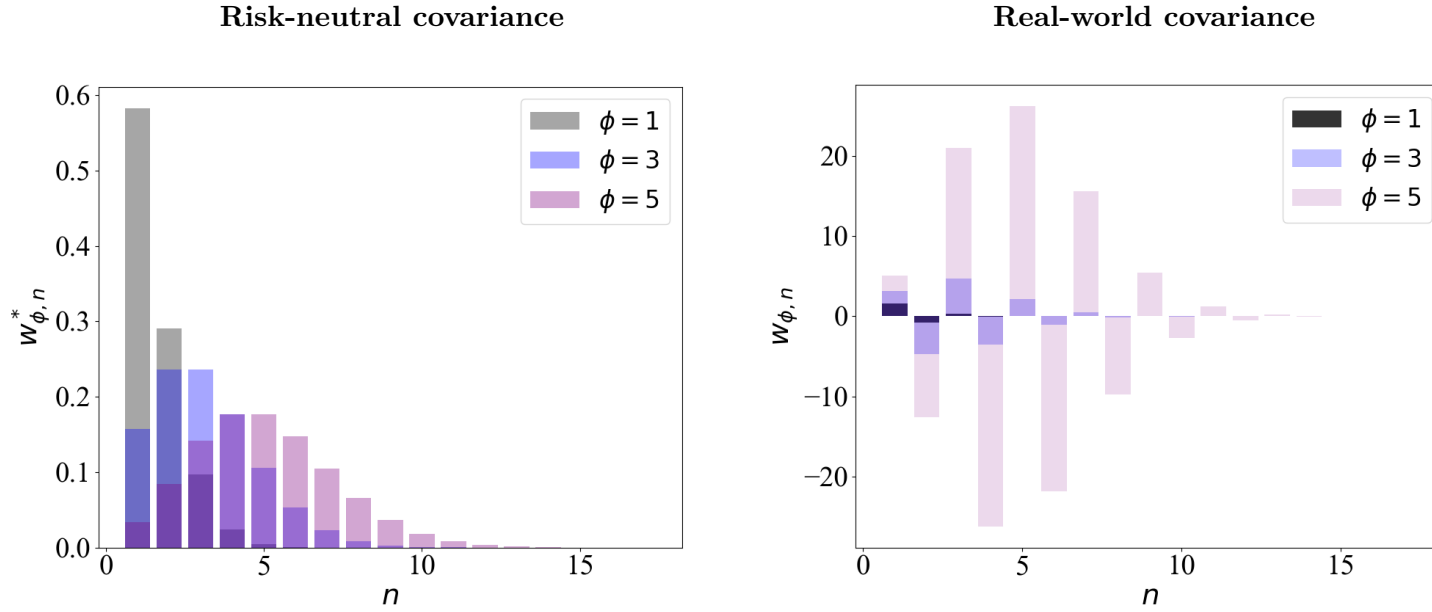 Risk-neutral covariance
Real-world covariance
ϕ = 1
ϕ = 3
ϕ = 5
0.6
0.5
0.4
0.3
0.2
0.1
0.0
w*ϕ, n
0
5
10
15
n
ϕ = 1
ϕ = 3
ϕ = 5
20
10
0
−10
−20
wϕ, n
0
5
10
15
n